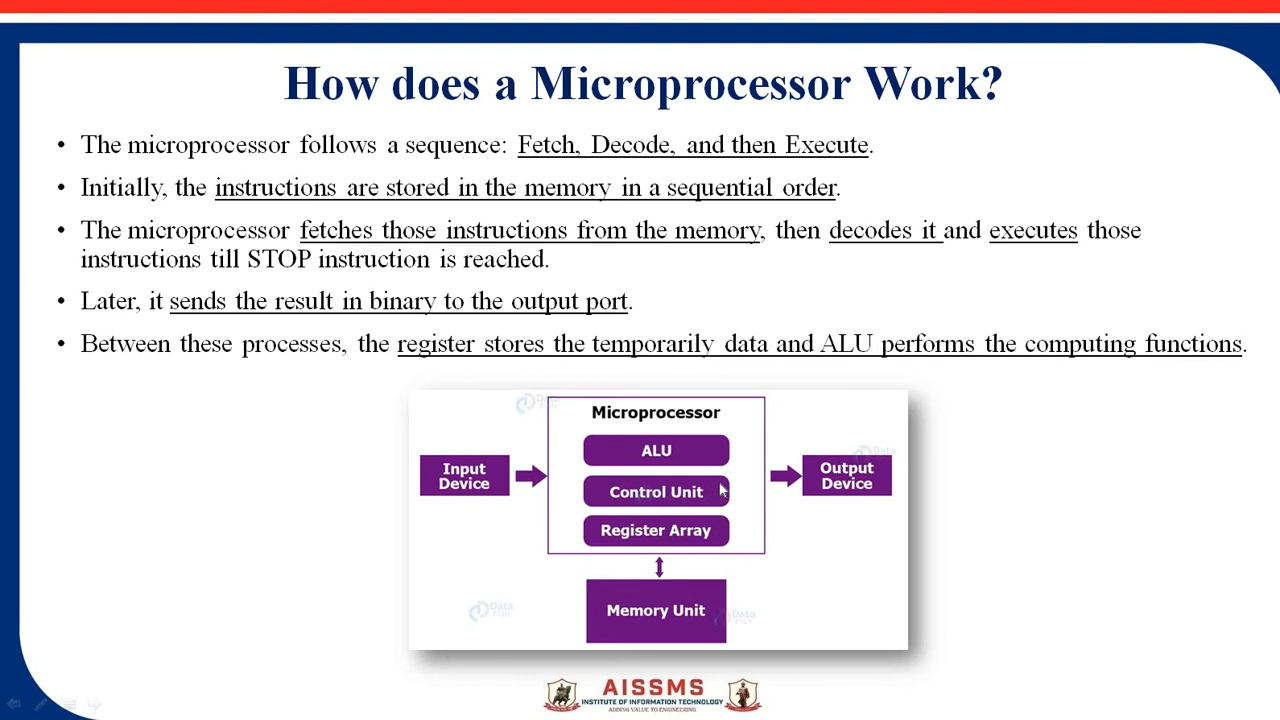 How does a Microprocessor Work?
• The microprocessor follows a sequence: Fetch, Decode, and then Execute.
• Initially, the instructions are stored in the memory in a sequential order.
• The microprocessor fetches those instructions from the memory, then decodes it and executes those
instructions till STOP instruction is reached.
• Later, it sends the result in binary to the output port.
• Between these processes, the register stores the temporarily data and ALU performs the computing functions.
Microprocessor
ALU
Input
Device
Control Unit
Output
Device
Register Array
Memory Unit
Data
Data
Data
Data
AISSMS
INSTITUTE OF INFORMATION TECHNOLOGY
ADDING VALUE TO ENGINEERING